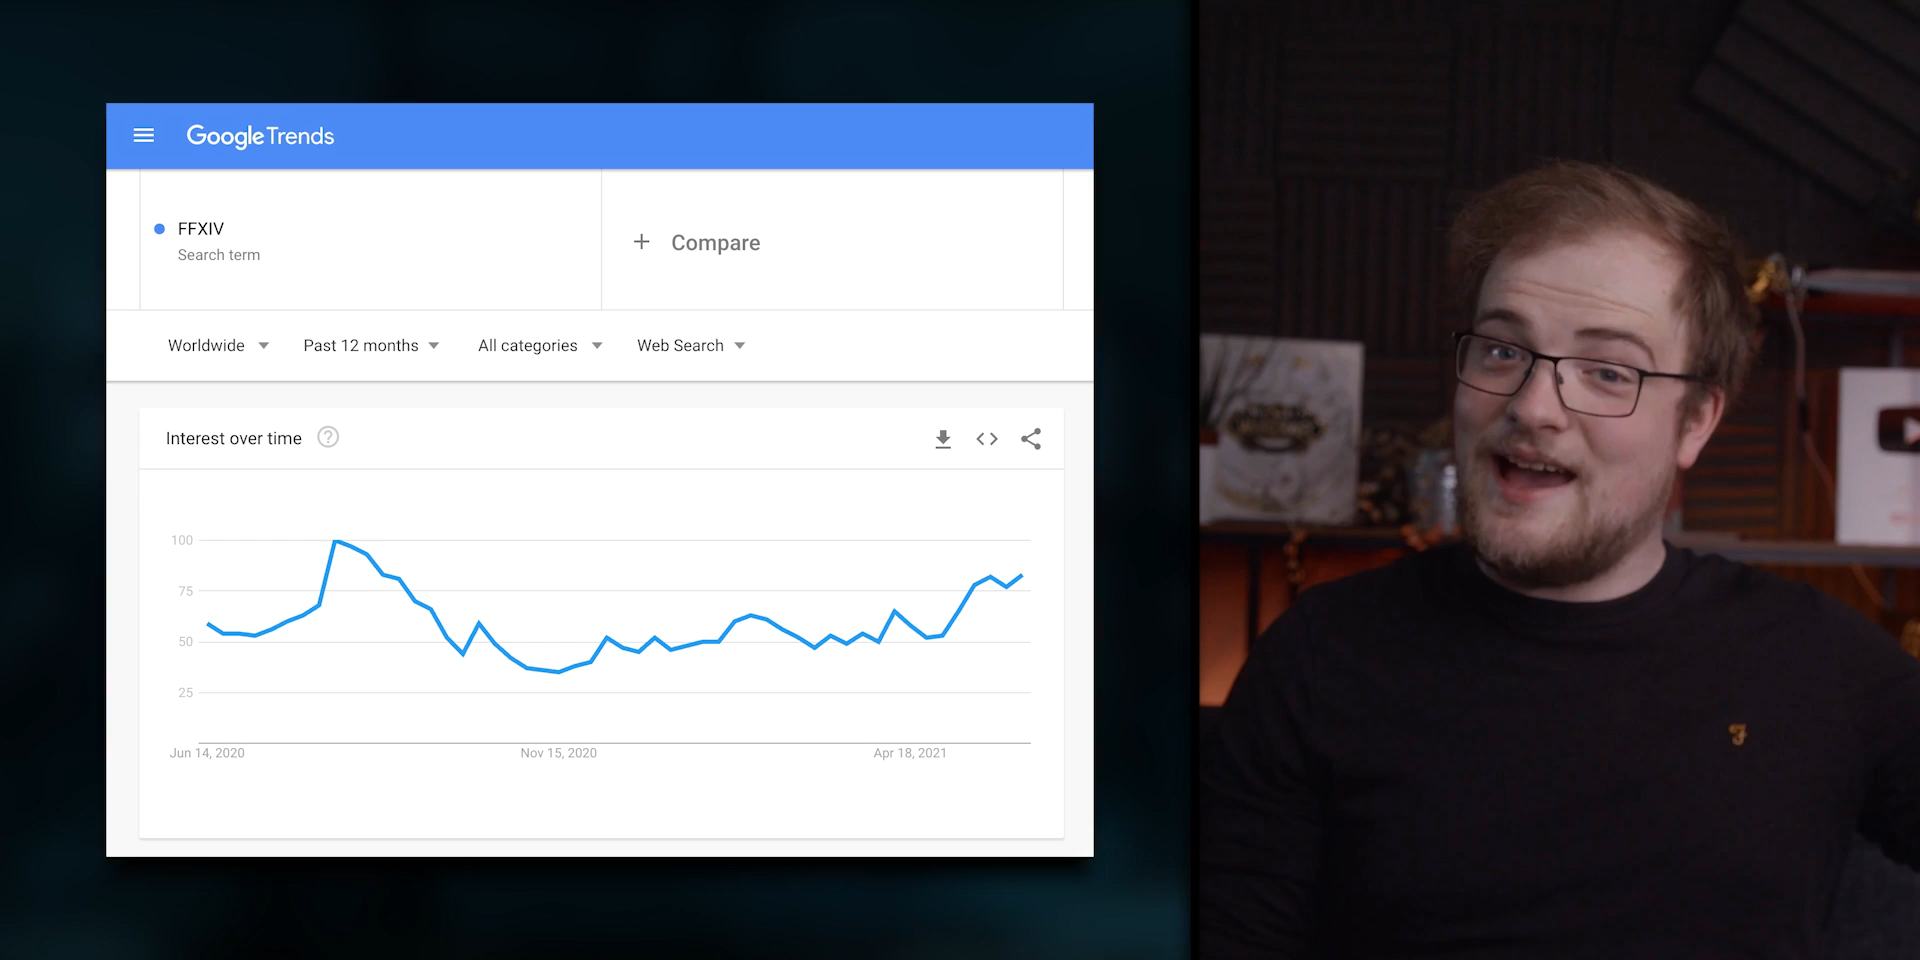 Google Trends
FFXIV
Search term
+ Compare
Worldwide
Past 12 months
All categories
Web Search
Interest over time
?
100
75
50
25
Jun 14, 2020
Nov 15, 2020
Apr 18, 2021